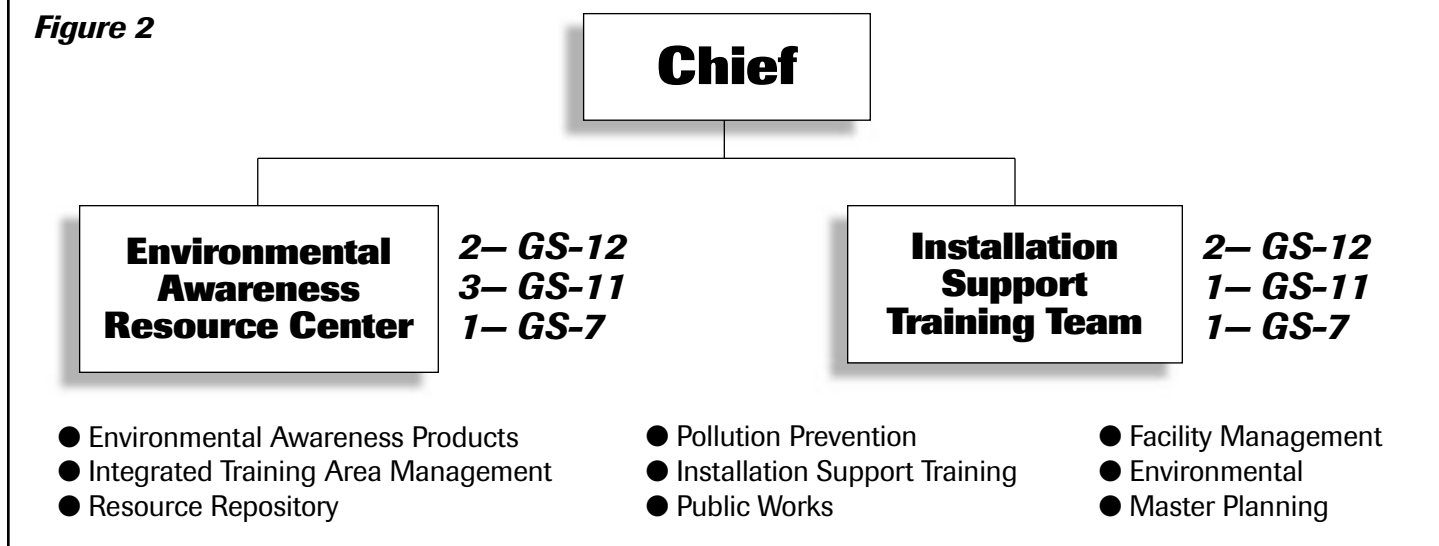 Figure 2
Chief
Environmental
Awareness
Resource Center
2– GS-12
3– GS-11
1– GS-7
Installation
Support
Training Team
2– GS-12
1– GS-11
1– GS-7
● Environmental Awareness Products
● Integrated Training Area Management
● Resource Repository
● Pollution Prevention
● Installation Support Training
● Public Works
● Facility Management
● Environmental
● Master Planning